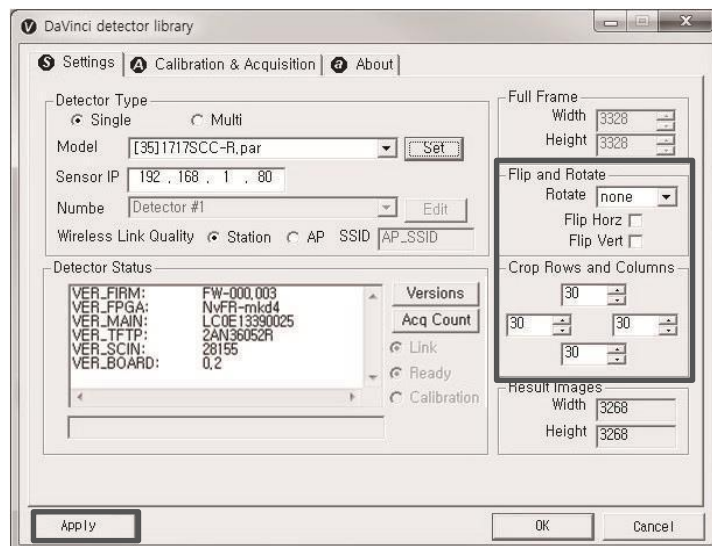 DaVinci detector library
Settings
Calibration & Acquisition
About
Detector Type
Single
Multi
Model
[35]1717SCC-R,par
Set
Sensor IP
192 . 168 . 1 . 80
Numbe
Detector #1
Edit
Wireless Link Quality
Station
AP
SSID
AP_SSID
Detector Status
VER_FIRM: FW-000,003
VER_FPGA: NvFR-mkd4
VER_MAIN: LC0E13390025
VER_TFTP: 2AN36052R
VER_SCIN: 28155
VER_BOARD: 0,2
Versions
Acq Count
Link
Ready
Calibration
Full Frame
Width 3328
Height 3328
Flip and Rotate
Rotate none
Flip Horz
Flip Vert
Crop Rows and Columns
30
30 30
30
Result Images
Width 3268
Height 3268
Apply
OK
Cancel